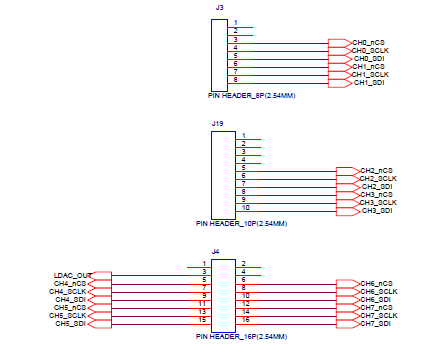 J3
1
2
3 CH0_nCS
4 CH0_SCLK
5 CH0_SDI
6 CH1_nCS
7 CH1_SCLK
8 CH1_SDI
PIN HEADER_8P(2.54MM)
J19
1
2
3
4
5 CH2_nCS
6 CH2_SCLK
7 CH2_SDI
8 CH3_nCS
9 CH3_SCLK
10 CH3_SDI
PIN HEADER_10P(2.54MM)
J4
1 2
LDAC_OUT 3 4
CH4_nCS 5 6 CH6_nCS
CH4_SCLK 7 8 CH6_SCLK
CH4_SDI 9 10 CH6_SDI
CH5_nCS 11 12 CH7_nCS
CH5_SCLK 13 14 CH7_SCLK
CH5_SDI 15 16 CH7_SDI
PIN HEADER_16P(2.54MM)